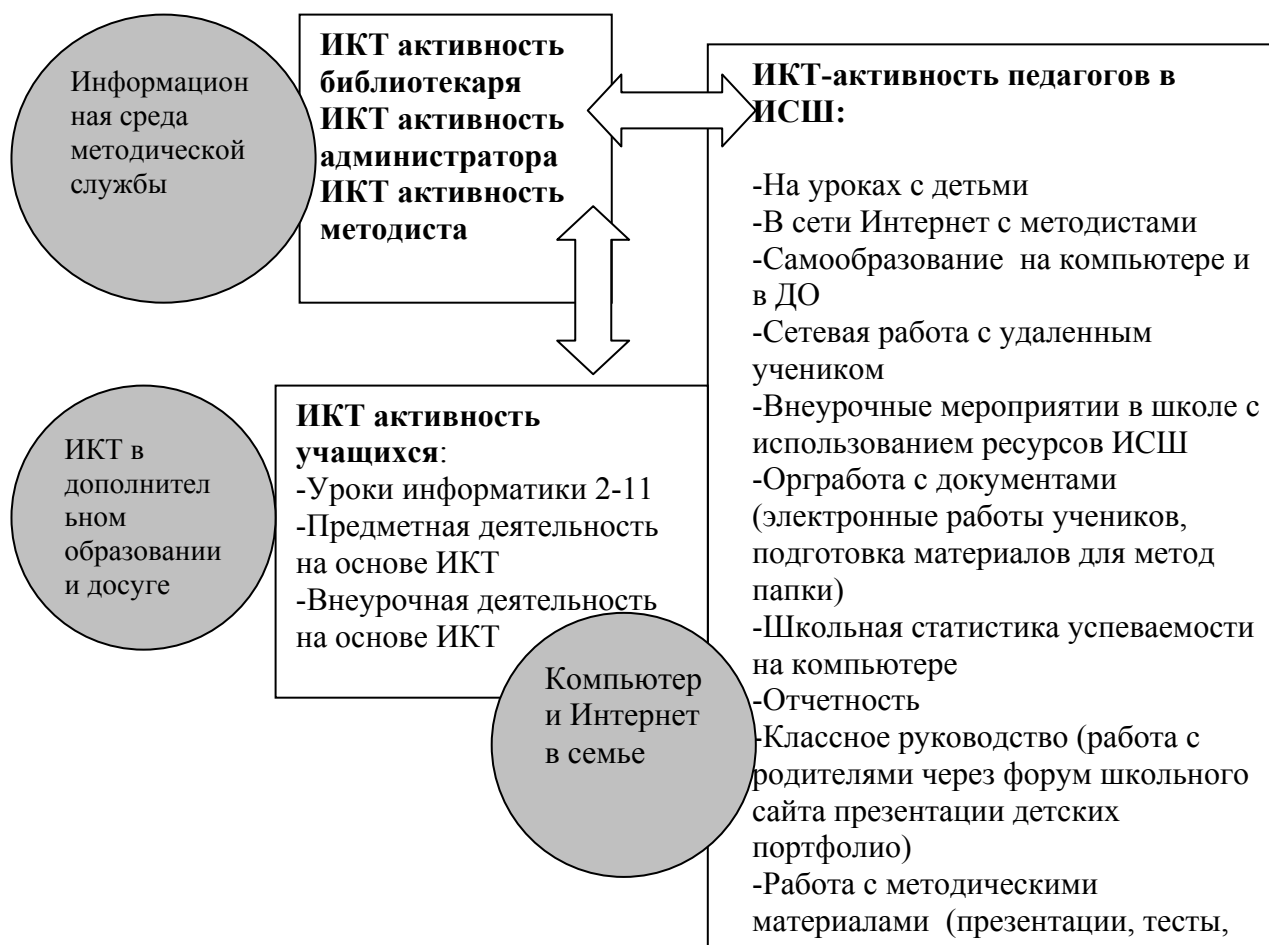 Информацион
ная среда
методической
службы
ИКТ активность
библиотекаря
ИКТ активность
администратора
ИКТ активность
методиста
ИКТ-активность педагогов в
ИСШ:
-На уроках с детьми
-В сети Интернет с методистами
-Самообразование на компьютере и
в ДО
-Сетевая работа с удаленным
учеником
-Внеурочные мероприятии в школе с
использованием ресурсов ИСШ
-Оргработа с документами
(электронные работы учеников,
подготовка материалов для метод
папки)
-Школьная статистика успеваемости
на компьютере
-Отчетность
-Классное руководство (работа с
родителями через форум школьного
сайта презентации детских
портфолио)
-Работа с методическими
материалами (презентации, тесты,
ИКТ в
дополнител
ьном
образовании
и досуге
ИКТ активность
учащихся:
-Уроки информатики 2-11
-Предметная деятельность
на основе ИКТ
-Внеурочная деятельность
на основе ИКТ
Компьютер
и Интернет
в семье